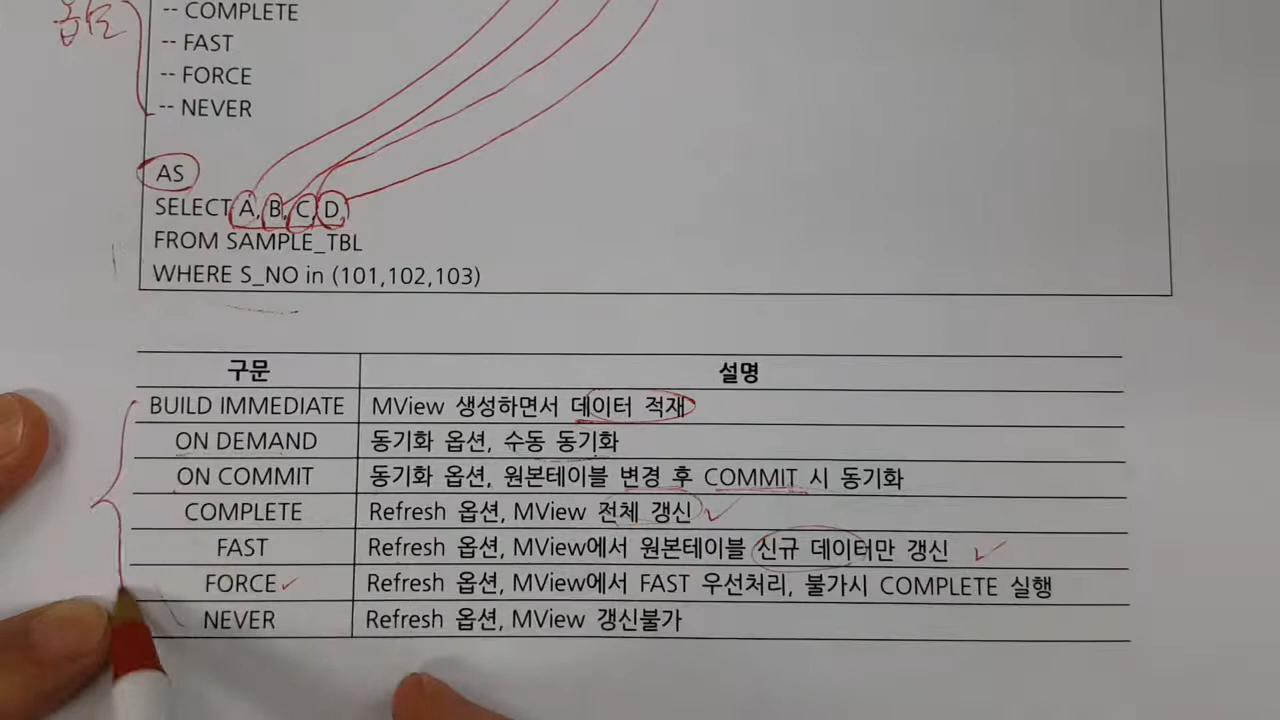 옵션
-- COMPLETE
-- FAST
-- FORCE
-- NEVER
AS
SELECT A, B, C, D,
FROM SAMPLE_TBL
WHERE S_NO in (101,102,103)
구문 설명
BUILD IMMEDIATE MView 생성하면서 데이터 적재
ON DEMAND 동기화 옵션, 수동 동기화
ON COMMIT 동기화 옵션, 원본테이블 변경 후 COMMIT 시 동기화
COMPLETE Refresh 옵션, MView 전체 갱신
FAST Refresh 옵션, MView에서 원본테이블 신규 데이터만 갱신
FORCE Refresh 옵션, MView에서 FAST 우선처리, 불가시 COMPLETE 실행
NEVER Refresh 옵션, MView 갱신불가